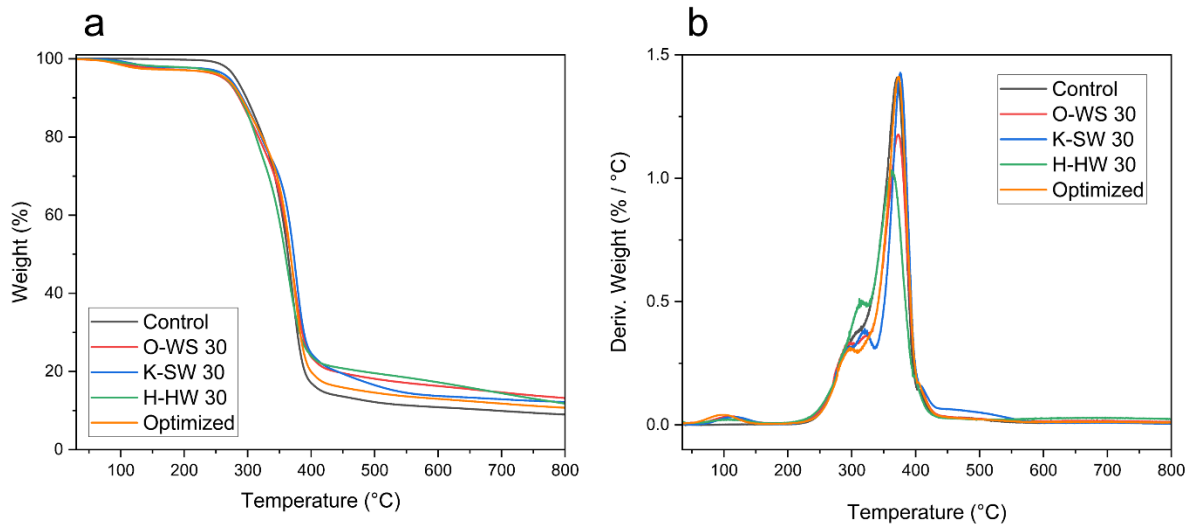 a
Weight (%)
100
80
60
40
20
0
Control
O-WS 30
K-SW 30
H-HW 30
Optimized
100 200 300 400 500 600 700 800
Temperature (°C)
b
Deriv. Weight (% / °C)
1.5
1.0
0.5
0.0
Control
O-WS 30
K-SW 30
H-HW 30
Optimized
100 200 300 400 500 600 700 800
Temperature (°C)